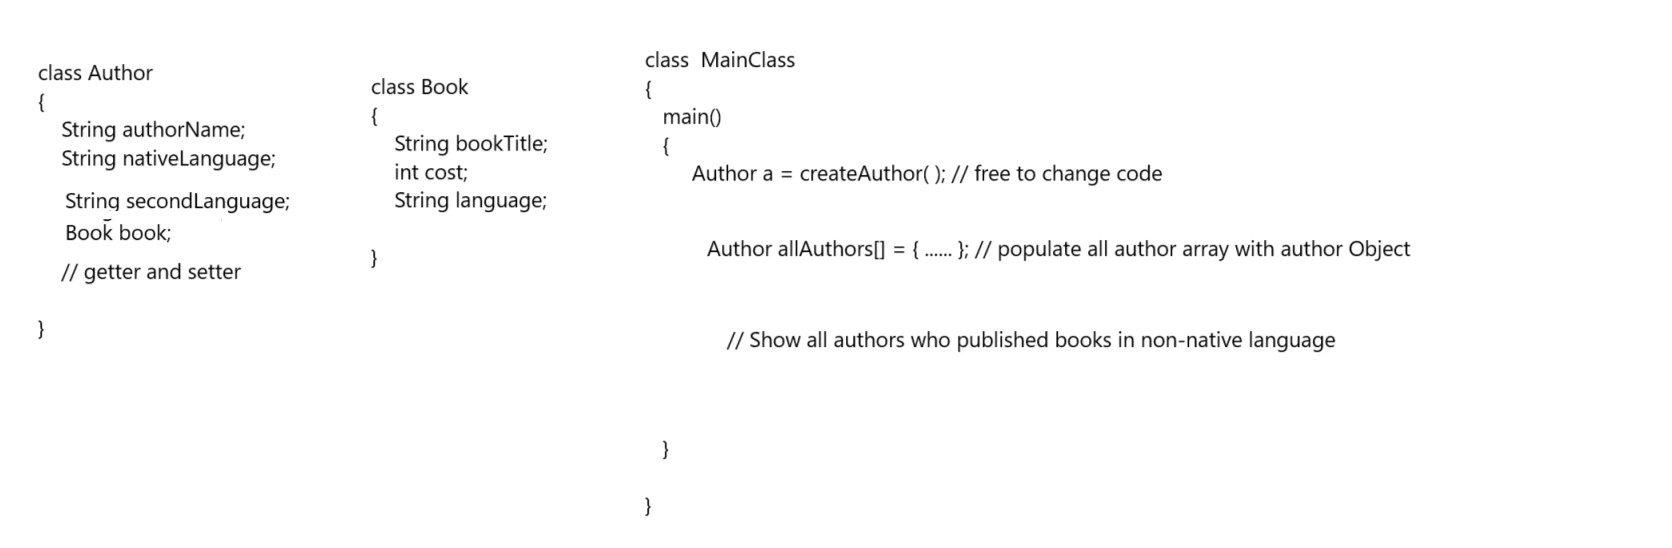 class Author
{
String authorName;
String nativeLanguage;
String secondLanguage;
Book book;
// getter and setter
}
class Book
{
String bookTitle;
int cost;
String language;
}
class  MainClass
{
main()
{
Author a = createAuthor( ); // free to change code
Author allAuthors[] = { ...... }; // populate all author array with author Object
// Show all authors who published books in non-native language
}
}